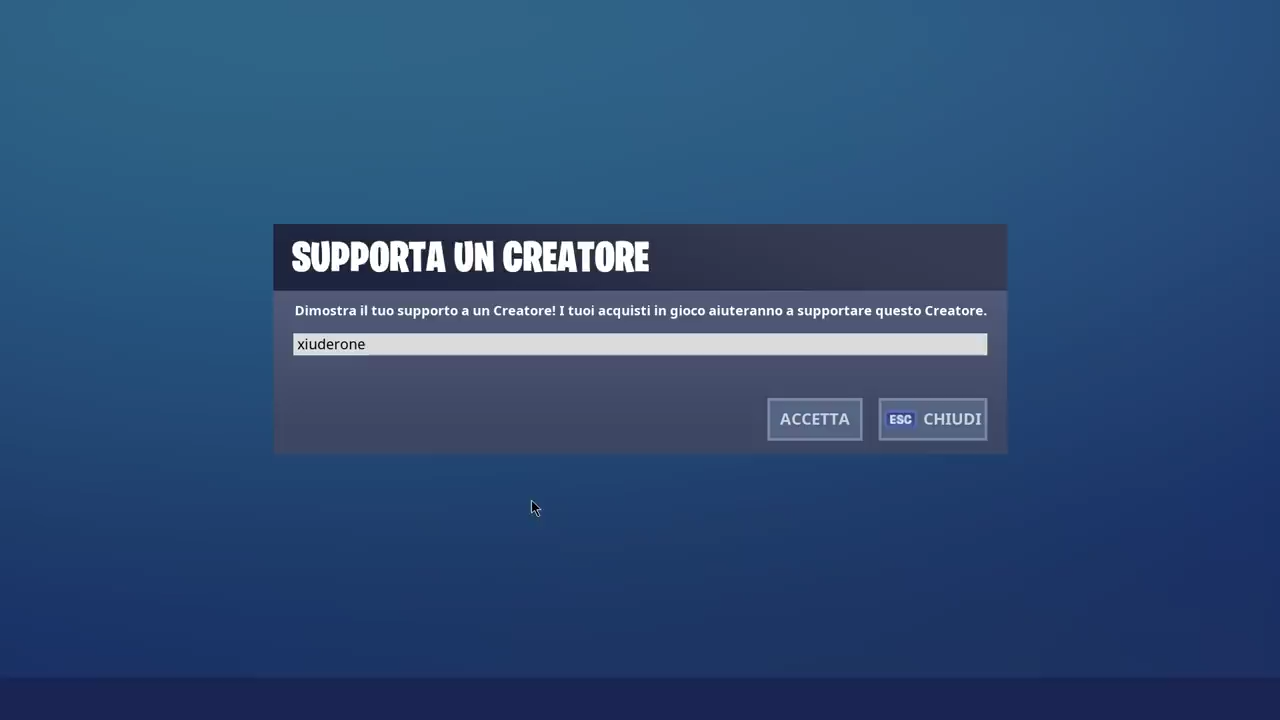 SUPPORTA UN CREATORE
Dimostra il tuo supporto a un Creatore! I tuoi acquisti in gioco aiuteranno a supportare questo Creatore.
xiuderone
ACCETTA
ESC CHIUDI